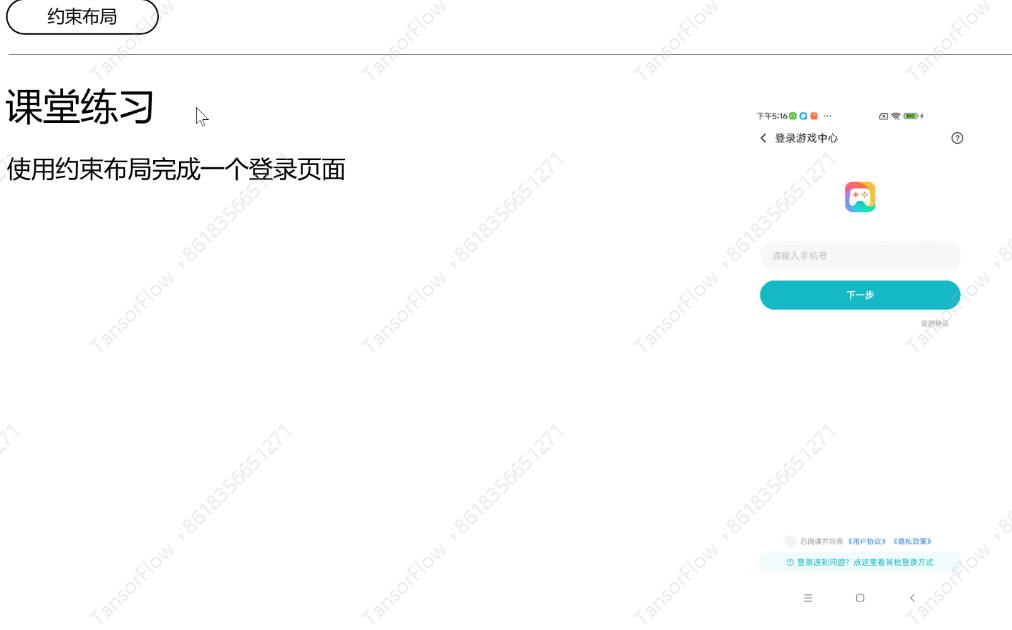 约束布局
课堂练习
使用约束布局完成一个登录页面
下午5:16
登录游戏中心
请输入手机号
下一步
密码登录
已阅读并同意《用户协议》《隐私政策》
登录遇到问题？点这里看其他登录方式
TansorFlow +8618356651271